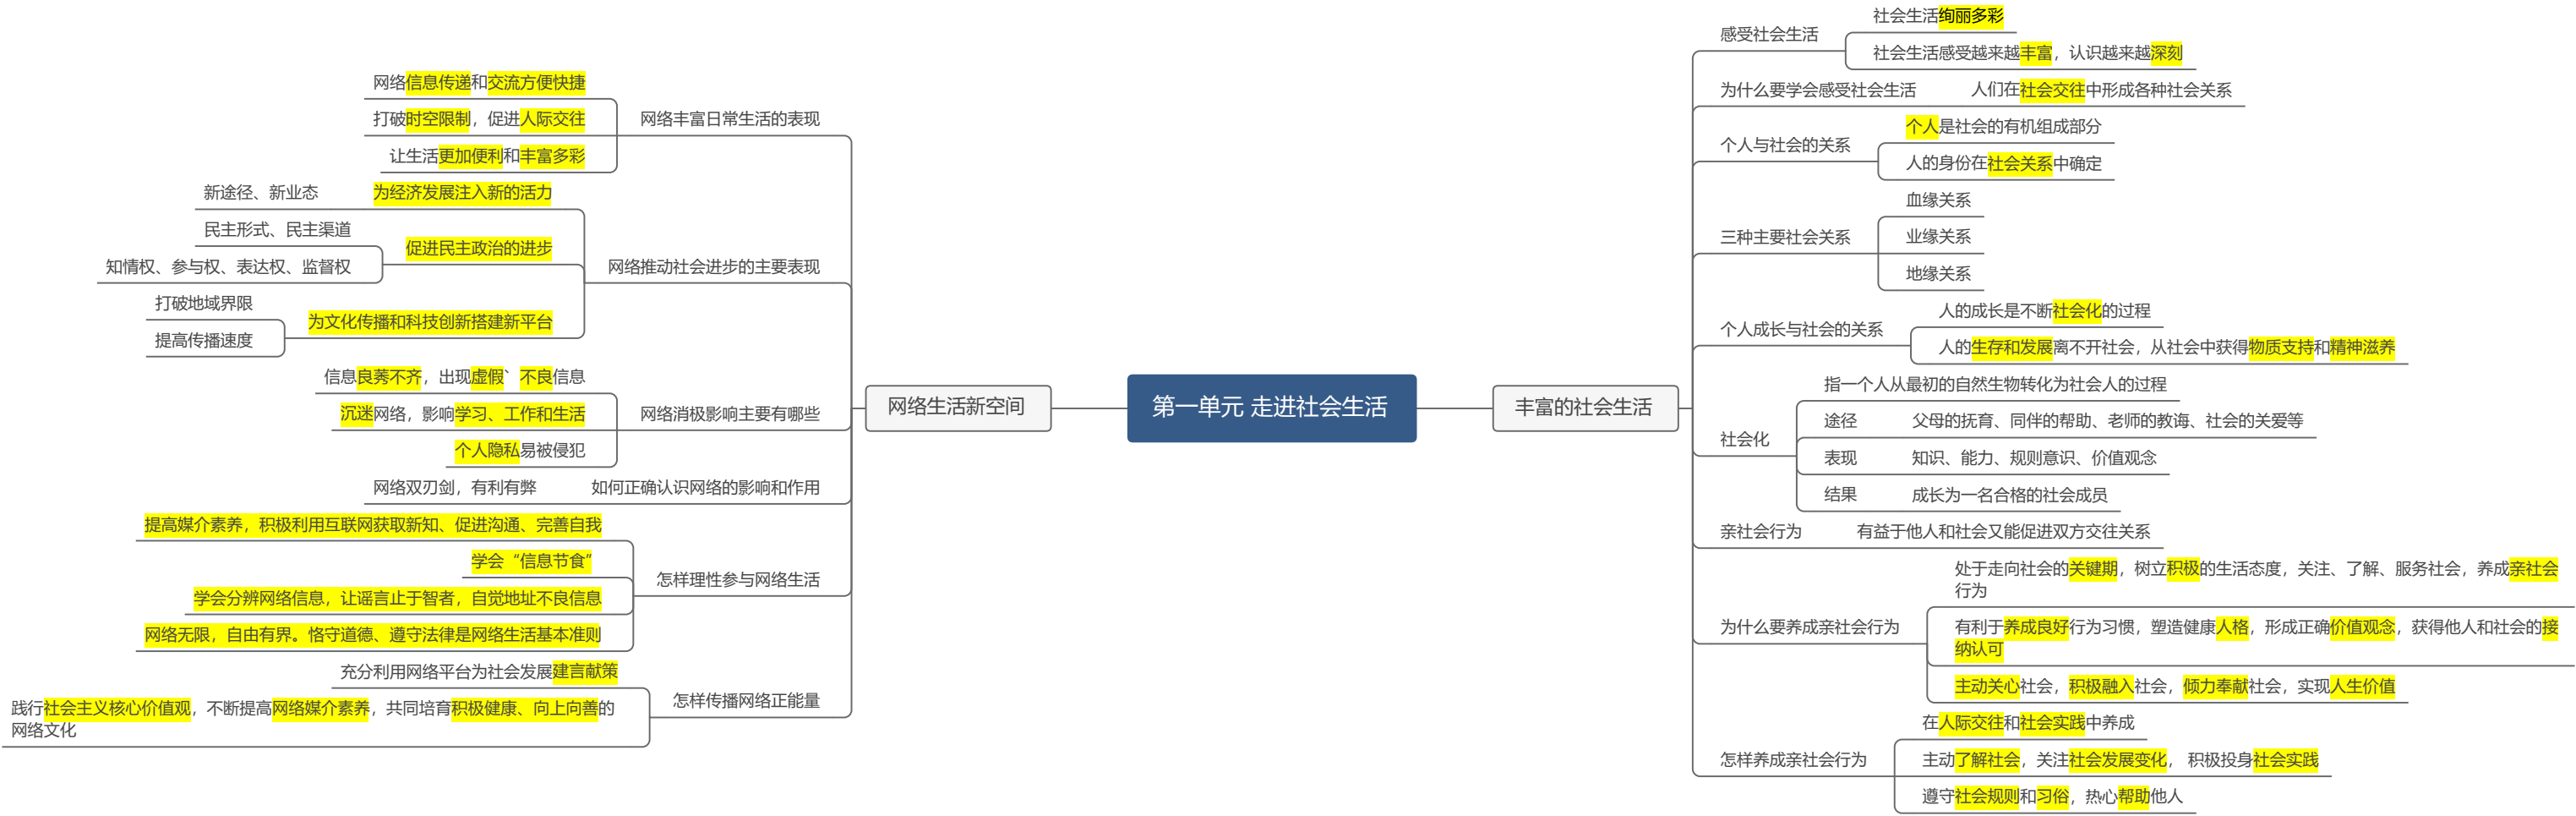 第一单元 走进社会生活
丰富的社会生活
感受社会生活
社会生活绚丽多彩
社会生活感受越来越丰富，认识越来越深刻
为什么要学会感受社会生活
人们在社会交往中形成各种社会关系
个人与社会的关系
个人是社会的有机组成部分
人的身份在社会关系中确定
三种主要社会关系
血缘关系
业缘关系
地缘关系
个人成长与社会的关系
人的成长是不断社会化的过程
人的生存和发展离不开社会，从社会中获得物质支持和精神滋养
社会化
指一个人从最初的自然生物转化为社会人的过程
途径
父母的抚育、同伴的帮助、老师的教诲、社会的关爱等
表现
知识、能力、规则意识、价值观念
结果
成长为一名合格的社会成员
亲社会行为
有益于他人和社会又能促进双方交往关系
为什么要养成亲社会行为
处于走向社会的关键期，树立积极的生活态度，关注、了解、服务社会，养成亲社会
行为
有利于养成良好行为习惯，塑造健康人格，形成正确价值观念，获得他人和社会的接
纳认可
主动关心社会，积极融入社会，倾力奉献社会，实现人生价值
怎样养成亲社会行为
在人际交往和社会实践中养成
主动了解社会，关注社会发展变化， 积极投身社会实践
遵守社会规则和习俗，热心帮助他人
网络生活新空间
网络丰富日常生活的表现
网络信息传递和交流方便快捷
打破时空限制，促进人际交往
让生活更加便利和丰富多彩
网络推动社会进步的主要表现
为经济发展注入新的活力
新途径、新业态
促进民主政治的进步
民主形式、民主渠道
知情权、参与权、表达权、监督权
为文化传播和科技创新搭建新平台
打破地域界限
提高传播速度
网络消极影响主要有哪些
信息良莠不齐，出现虚假`不良信息
沉迷网络，影响学习、工作和生活
个人隐私易被侵犯
如何正确认识网络的影响和作用
网络双刃剑，有利有弊
怎样理性参与网络生活
提高媒介素养，积极利用互联网获取新知、促进沟通、完善自我
学会“信息节食”
学会分辨网络信息，让谣言止于智者，自觉地址不良信息
网络无限，自由有界。恪守道德、遵守法律是网络生活基本准则
怎样传播网络正能量
充分利用网络平台为社会发展建言献策
践行社会主义核心价值观，不断提高网络媒介素养，共同培育积极健康、向上向善的
网络文化